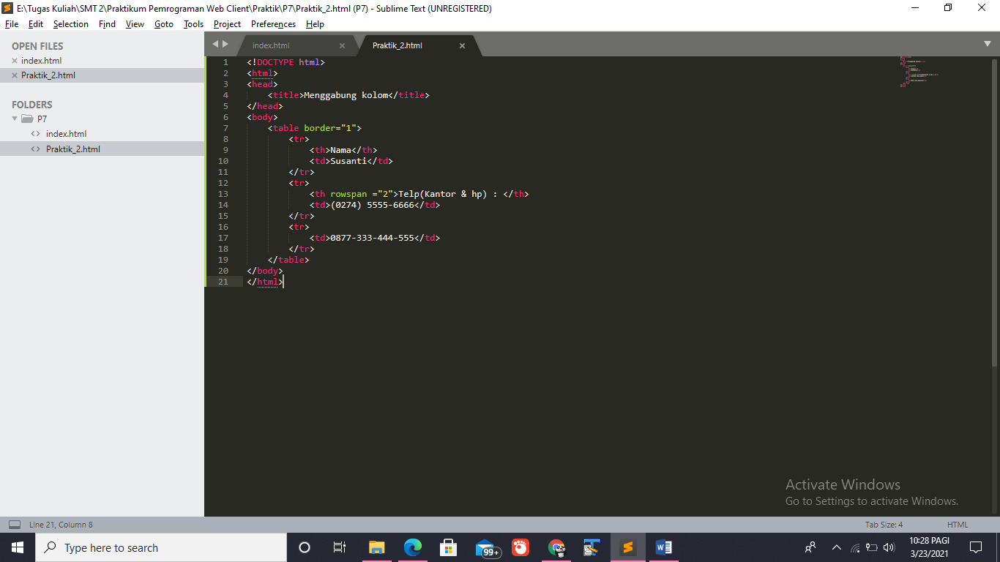 E:\Tugas Kuliah\SMT 2\Praktikum Pemrograman Web Client\Praktik\P7\Praktik_2.html (P7) - Sublime Text (UNREGISTERED)
File Edit Selection Find View Goto Tools Project Preferences Help
OPEN FILES
index.html
Praktik_2.html
FOLDERS
P7
index.html
Praktik_2.html
index.html Praktik_2.html
1 <!DOCTYPE html>
2 <html>
3 <head>
4 <title>Menggabung kolom</title>
5 </head>
6 <body>
7 <table border="1">
8 <tr>
9 <th>Nama</th>
10 <td>Susanti</td>
11 </tr>
12 <tr>
13 <th rowspan ="2">Telp(Kantor & hp) : </th>
14 <td>(0274) 5555-6666</td>
15 </tr>
16 <tr>
17 <td>0877-333-444-555</td>
18 </tr>
19 </table>
20 </body>
21 </html>
Activate Windows
Go to Settings to activate Windows.
Line 21, Column 8 Tab Size: 4 HTML
Type here to search
99+
10:28 PAGI
3/23/2021